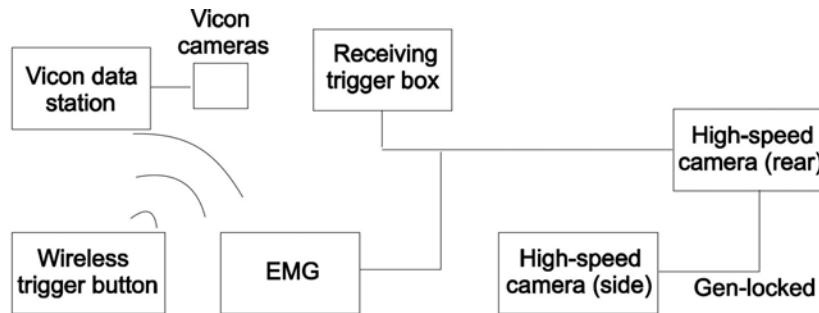 Vicon
cameras
Vicon data
station
Receiving
trigger box
High-speed
camera (rear)
Wireless
trigger button
EMG
High-speed
camera (side)
Gen-locked